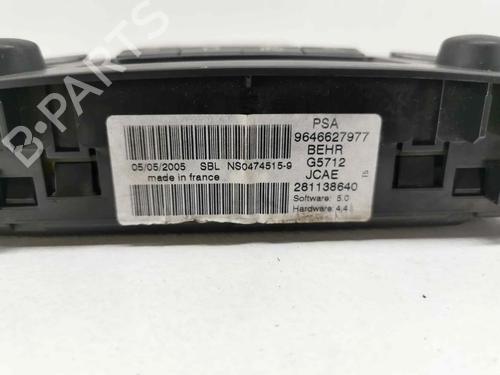 PSA
9646627977
BEHR
G5712
JCAE
281138640
Software: 5.0
Hardware: 4.4
15
05/05/2005 SBL NS0474515-9
made in france
B-PARTS